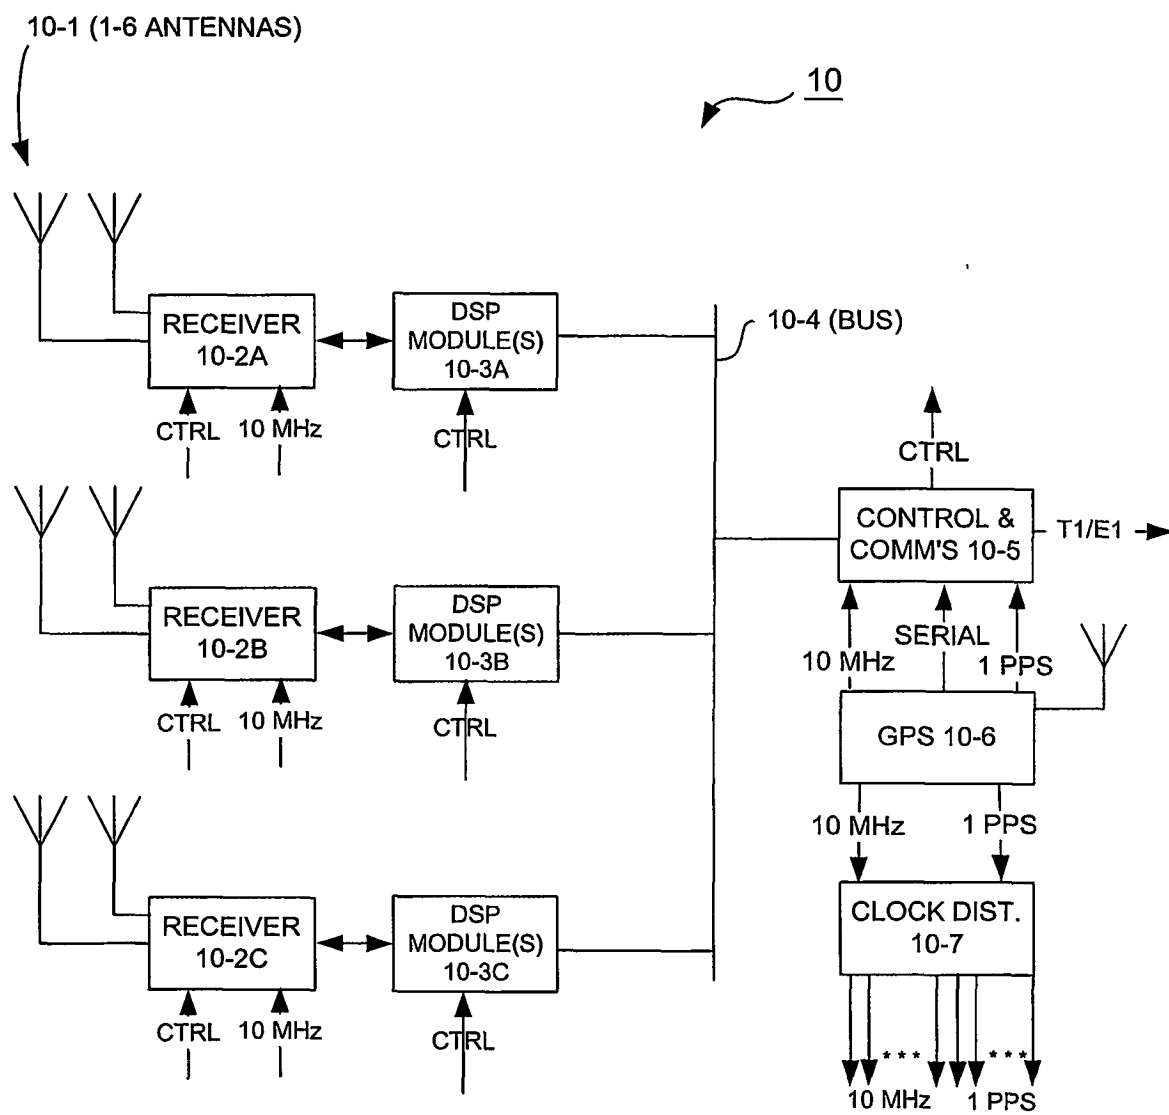 10-1 (1-6 ANTENNAS)
10
RECEIVER
10-2A
DSP
MODULE(S)
10-3A
10-4 (BUS)
CTRL
10 MHz
CTRL
CTRL
CONTROL &
COMM'S 10-5
T1/E1
RECEIVER
10-2B
DSP
MODULE(S)
10-3B
10 MHz
SERIAL
1 PPS
CTRL
10 MHz
CTRL
GPS 10-6
10 MHz
1 PPS
RECEIVER
10-2C
DSP
MODULE(S)
10-3C
CLOCK DIST.
10-7
CTRL
10 MHz
CTRL
***
***
10 MHz
1 PPS